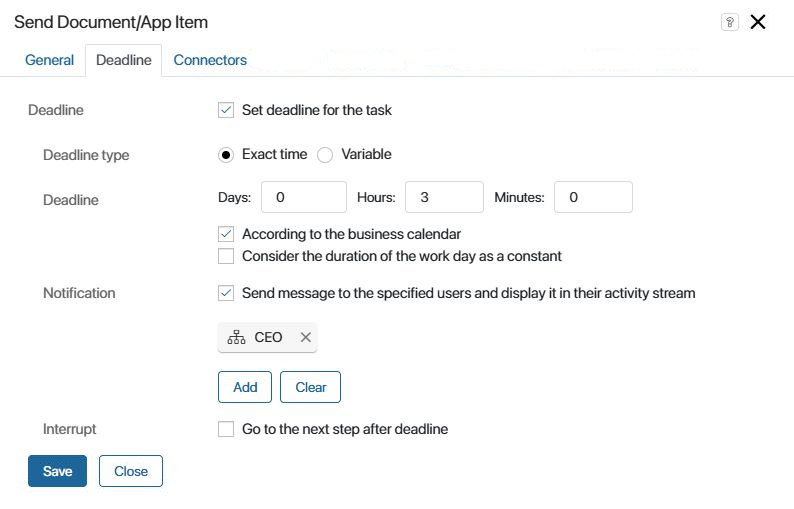 Send Document/App Item ?
General Deadline Connectors
Deadline Set deadline for the task
Deadline type Exact time Variable
Deadline Days: 0 Hours: 3 Minutes: 0
According to the business calendar
Consider the duration of the work day as a constant
Notification Send message to the specified users and display it in their activity stream
CEO
Add Clear
Interrupt Go to the next step after deadline
Save Close